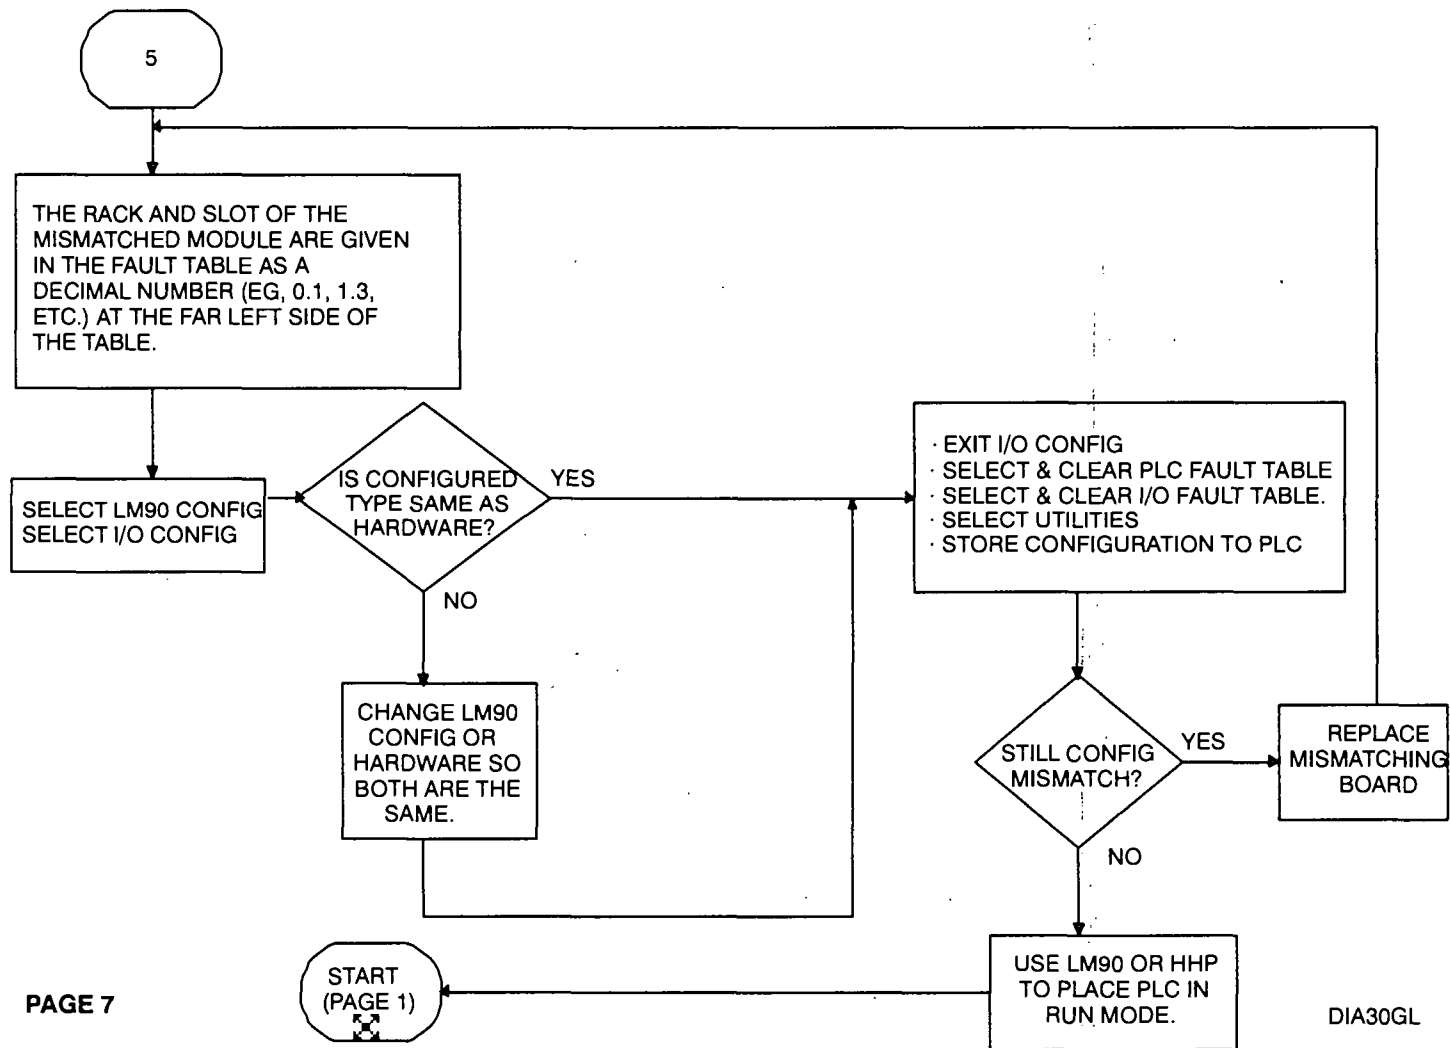 5
THE RACK AND SLOT OF THE
MISMATCHED MODULE ARE GIVEN
IN THE FAULT TABLE AS A
DECIMAL NUMBER (EG, 0.1, 1.3,
ETC.) AT THE FAR LEFT SIDE OF
THE TABLE.
SELECT LM90 CONFIG
SELECT I/O CONFIG
IS CONFIGURED
TYPE SAME AS
HARDWARE?
YES
NO
CHANGE LM90
CONFIG OR
HARDWARE SO
BOTH ARE THE
SAME.
· EXIT I/O CONFIG
· SELECT & CLEAR PLC FAULT TABLE
· SELECT & CLEAR I/O FAULT TABLE.
· SELECT UTILITIES
· STORE CONFIGURATION TO PLC
STILL CONFIG
MISMATCH?
YES
REPLACE
MISMATCHING
BOARD
NO
USE LM90 OR HHP
TO PLACE PLC IN
RUN MODE.
START
(PAGE 1)
PAGE 7
DIA30GL